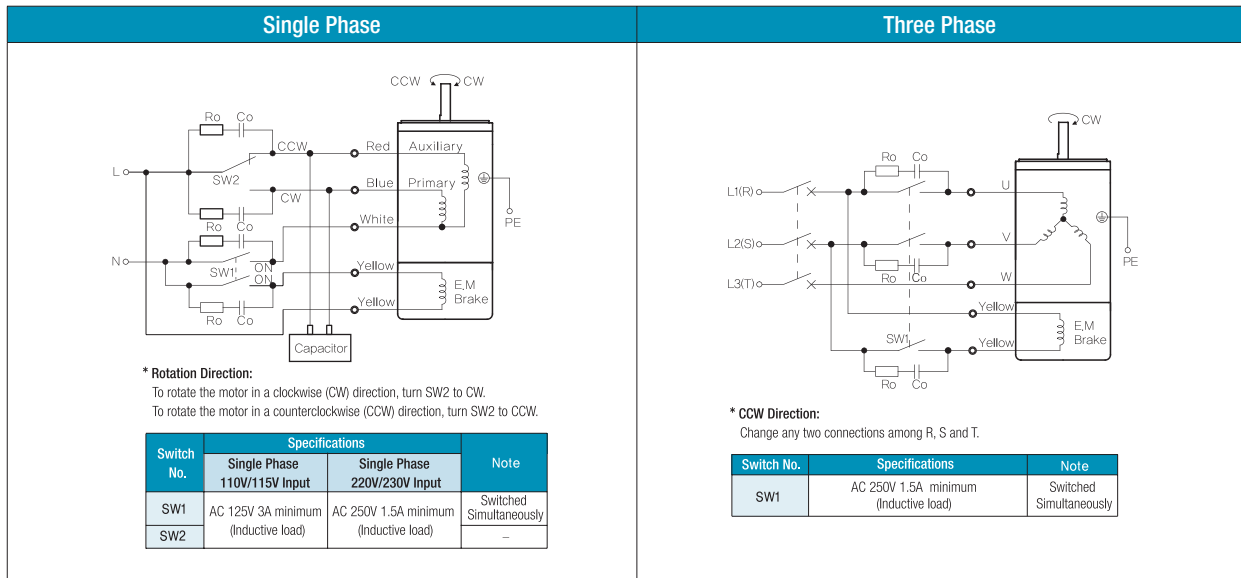 Single Phase
CCW CW
Ro Co
CCW Red Auxiliary
L
SW2
Blue Primary
CW
White
PE
Ro Co
N
SW1 ON
ON
Yellow
E,M
Brake
Yellow
Ro Co
Capacitor
* Rotation Direction:
To rotate the motor in a clockwise (CW) direction, turn SW2 to CW.
To rotate the motor in a counterclockwise (CCW) direction, turn SW2 to CCW.
Switch No.
Specifications
Note
Single Phase 110V/115V Input
Single Phase 220V/230V Input
SW1
AC 125V 3A minimum (Inductive load)
AC 250V 1.5A minimum (Inductive load)
Switched Simultaneously
SW2
–
Three Phase
CW
Ro Co
L1(R) U
L2(S) V
Ro Co
PE
L3(T) W
Yellow
E,M
Brake
SW1 Yellow
Ro Co
* CCW Direction:
Change any two connections among R, S and T.
Switch No. Specifications Note
SW1
AC 250V 1.5A minimum
(Inductive load)
Switched
Simultaneously